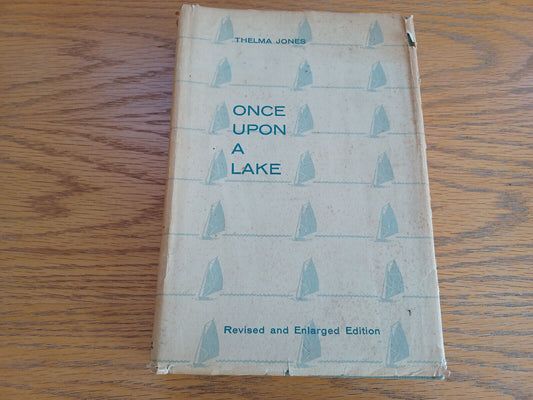 THELMA JONES
ONCE
UPON
A
LAKE
Revised and Enlarged Edition